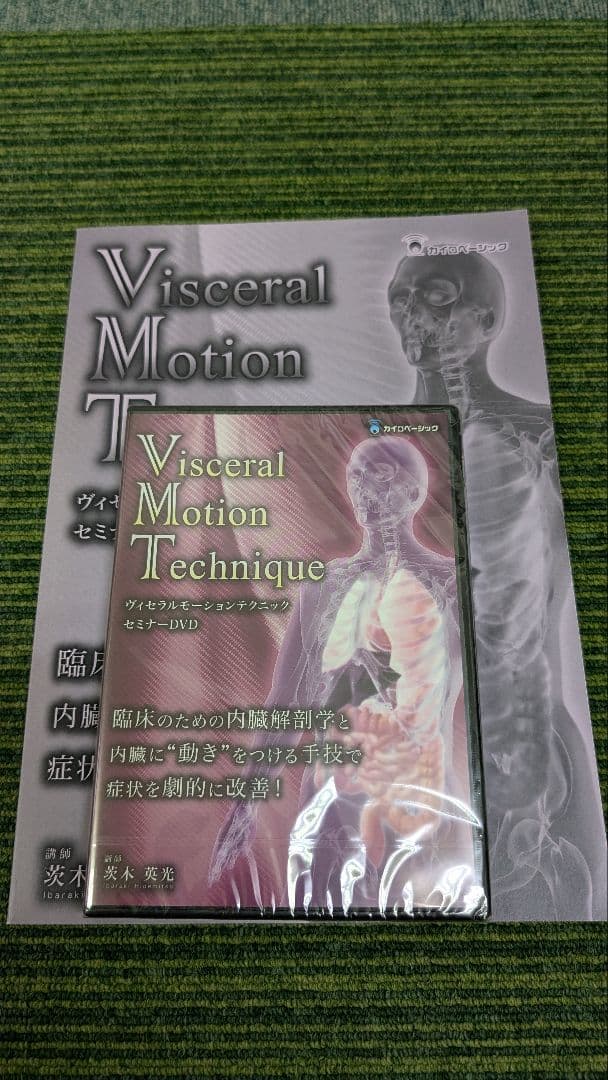 カイロベーシック
Visceral
Motion
T
ヴィセ
セミナ
臨床
内臓
症状
講師
茨木
Ibaraki
カイロベーシック
Visceral
Motion
Technique
ヴィセラルモーションテクニック
セミナーDVD
臨床のための内臓解剖学と
内臓に“動き”をつける手技で
症状を劇的に改善!
講師
茨木 英光
Ibaraki Hidemitsu